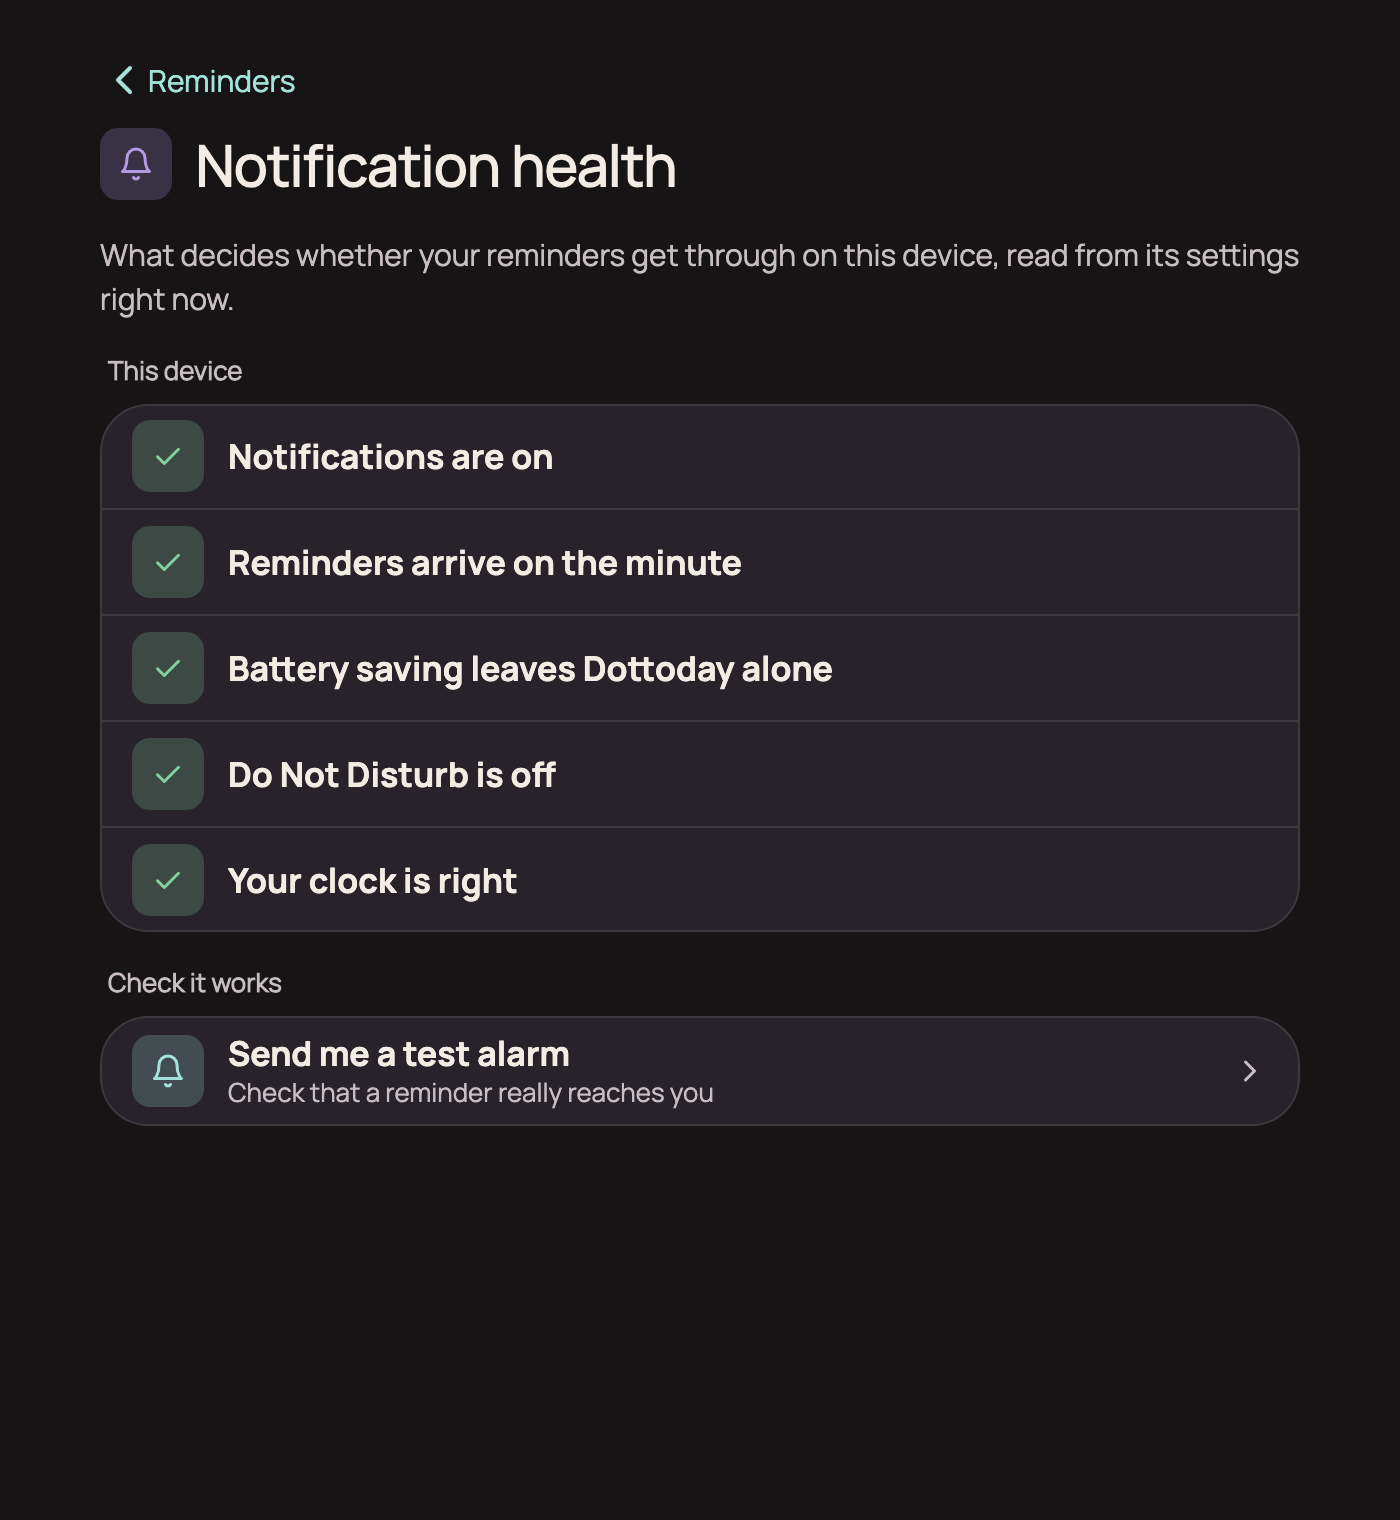 Reminders
Notification health
What decides whether your reminders get through on this device, read from its settings
right now.
This device
Notifications are on
Reminders arrive on the minute
Battery saving leaves Dottoday alone
Do Not Disturb is off
Your clock is right
Check it works
Send me a test alarm
Check that a reminder really reaches you